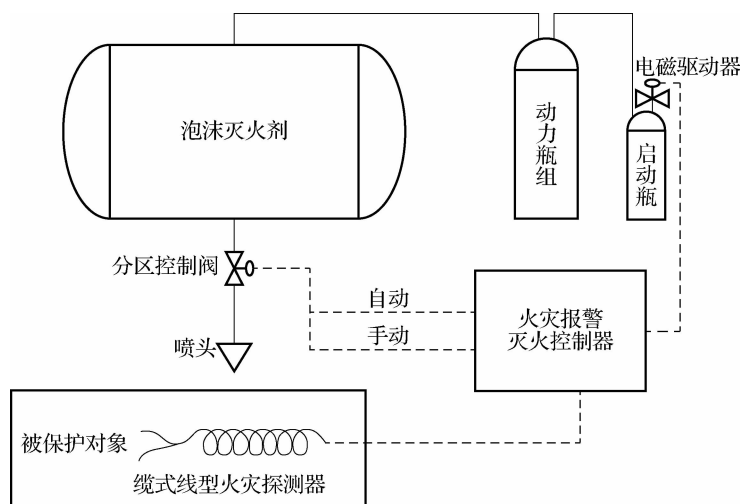 电磁驱动器
泡沫灭火剂
动力瓶组
启动瓶
分区控制阀
自动
手动
火灾报警
灭火控制器
喷头
被保护对象
缆式线型火灾探测器